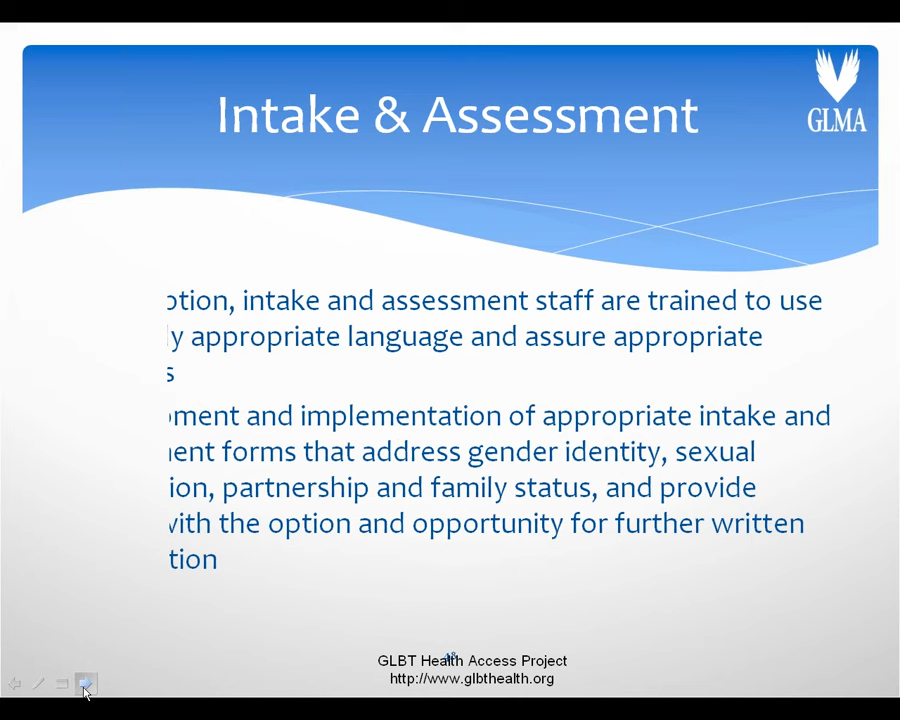 Intake & Assessment
GLMA
ption, intake and assessment staff are trained to use
ly appropriate language and assure appropriate
s
ment and implementation of appropriate intake and
ent forms that address gender identity, sexual
ion, partnership and family status, and provide
with the option and opportunity for further written
tion
GLBT Health Access Project
http://www.glbthealth.org